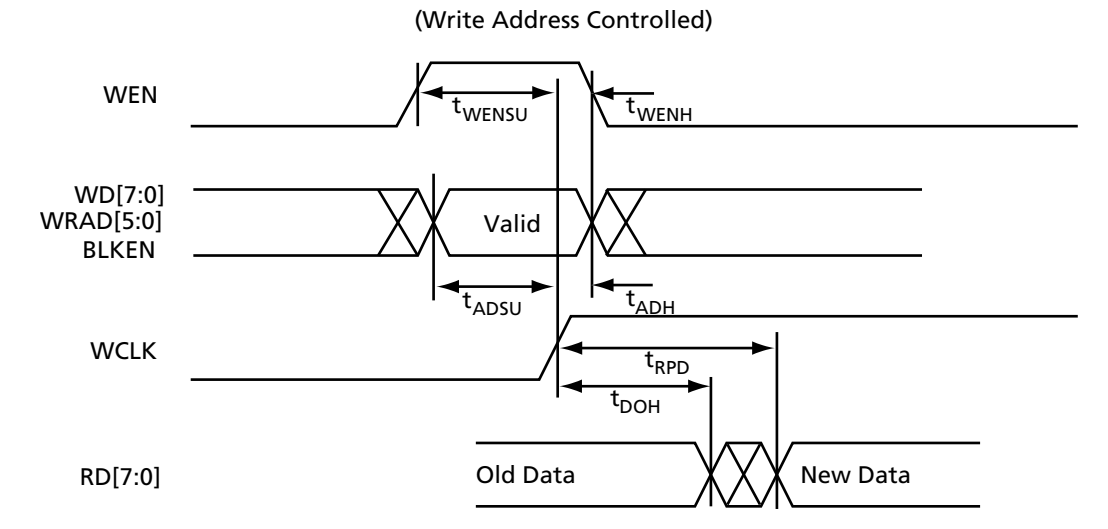 (Write Address Controlled)
WEN
tWENSU
tWENH
WD[7:0]
WRAD[5:0]
BLKEN
Valid
tADSU
tADH
WCLK
tRPD
tDOH
RD[7:0]
Old Data
New Data